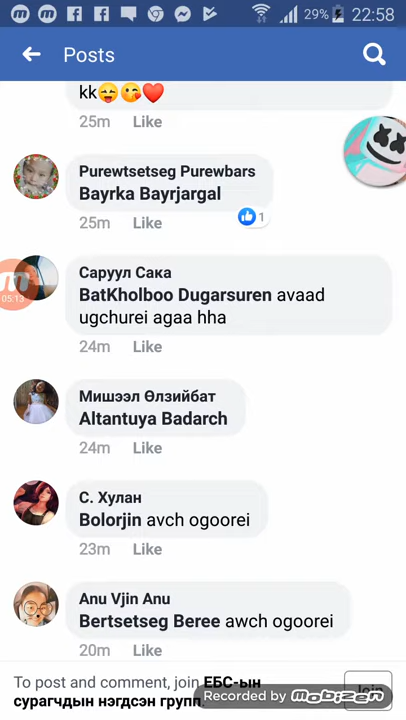 29% 22:58
Posts
kk😜😘❤️
25m Like
Purewtsetseg Purewbars
Bayrka Bayrjargal
25m Like 1
Саруул Сака
BatKholboo Dugarsuren avaad
ugchurei agaa hha
05:13
24m Like
Мишээл Өлзийбат
Altantuya Badarch
24m Like
С. Хулан
Bolorjin avch ogoorei
23m Like
Anu Vjin Anu
Bertsetseg Beree awch ogoorei
20m Like
To post and comment, join ЕБС-ын
сурагчдын нэгдсэн групп.
Join
Recorded by Mobizen